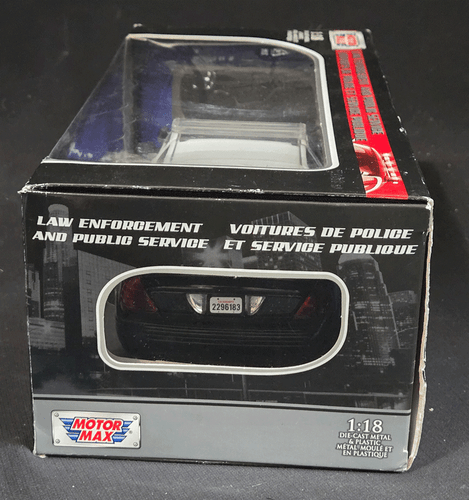 LAW ENFORCEMENT
AND PUBLIC SERVICE
VOITURES DE POLICE
ET SERVICE PUBLIQUE
2296183
MOTOR
MAX
1:18
DIE-CAST METAL
& PLASTIC
METAL MOULÉ ET
EN PLASTIQUE